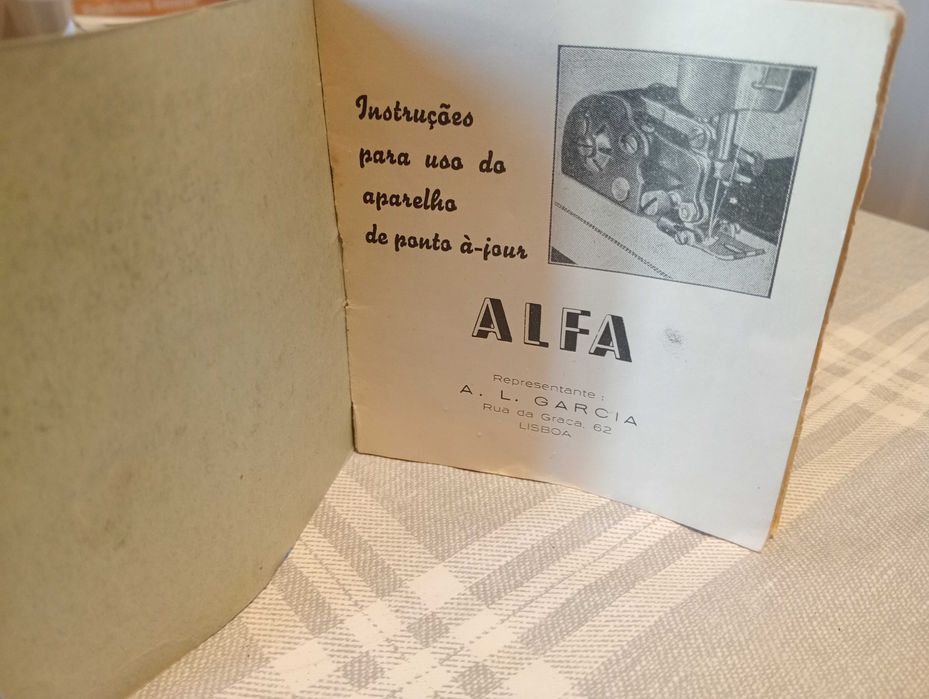 Instruções
para uso do
aparelho
de ponto à-jour
ALFA
Representante :
A. L. GARCIA
Rua da Graça, 62
LISBOA